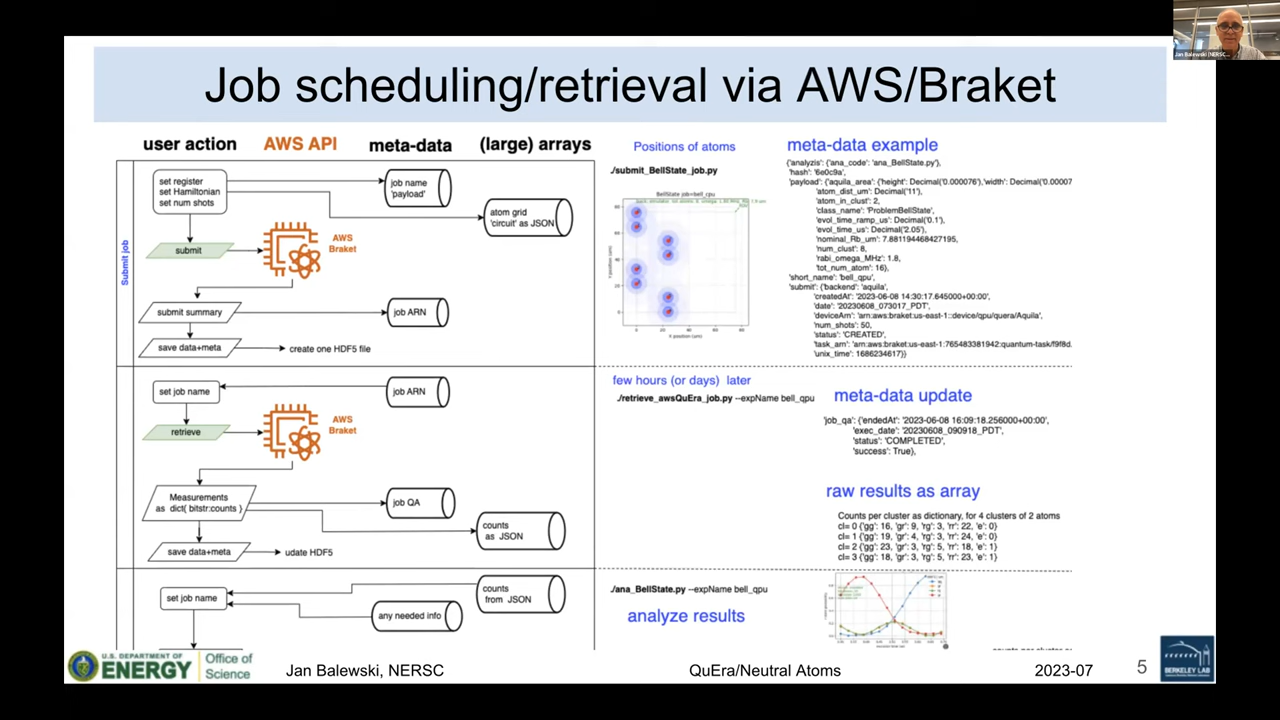 Jan Balewski [NERSC...
Job scheduling/retrieval via AWS/Braket
user action
AWS API
meta-data
(large) arrays
Submit job
set register
set Hamiltonian
set num shots
job name
'payload'
atom grid
'circuit' as JSON
submit
AWS
Braket
submit summary
job ARN
save data+meta
create one HDF5 file
set job name
job ARN
retrieve
AWS
Braket
Measurements
as dict{ bitstr:counts }
job QA
counts
as JSON
save data+meta
udate HDF5
set job name
counts
from JSON
any needed info
Positions of atoms
./submit_BellState_job.py
BellState job=bell_cpu
Y position (um)
X position (um)
few hours (or days) later
./retrieve_awsQuEra_job.py --expName bell_qpu
./ana_BellState.py --expName bell_qpu
analyze results
meta-data example
{'analyzis': {'ana_code': 'ana_BellState.py'},
'hash': '6e0c9a',
'payload': {'aquila_area': {'height': Decimal('0.000076'),'width': Decimal('0.00007
'atom_dist_um': Decimal('11'),
'atom_in_clust': 2,
'class_name': 'ProblemBellState',
'evol_time_ramp_us': Decimal('0.1'),
'evol_time_us': Decimal('2.05'),
'nominal_Rb_um': 7.881194468427195,
'num_clust': 8,
'rabi_omega_MHz': 1.8,
'tot_num_atom': 16},
'short_name': 'bell_qpu',
'submit': {'backend': 'aquila',
'createdAt': '2023-06-08 14:30:17.645000+00:00',
'date': '20230608_073017_PDT',
'deviceArn': 'arn:aws:braket:us-east-1::device/qpu/quera/Aquila',
'num_shots': 50,
'status': 'CREATED',
'task_arn': 'arn:aws:braket:us-east-1:765483381942:quantum-task/f9f8d.
'unix_time': 1686234617}}
meta-data update
'job_qa': {'endedAt': '2023-06-08 16:09:18.256000+00:00',
'exec_date': '20230608_090918_PDT',
'status': 'COMPLETED',
'success': True},
raw results as array
Counts per cluster as dictionary, for 4 clusters of 2 atoms
cl= 0 {'gg': 16, 'gr': 9, 'rg': 3, 'rr': 22, 'e': 0}
cl= 1 {'gg': 19, 'gr': 4, 'rg': 3, 'rr': 24, 'e': 0}
cl= 2 {'gg': 23, 'gr': 3, 'rg': 5, 'rr': 18, 'e': 1}
cl= 3 {'gg': 18, 'gr': 3, 'rg': 5, 'rr': 23, 'e': 1}
U.S. DEPARTMENT OF
ENERGY
Office of
Science
Jan Balewski, NERSC
QuEra/Neutral Atoms
2023-07
5
BERKELEY LAB